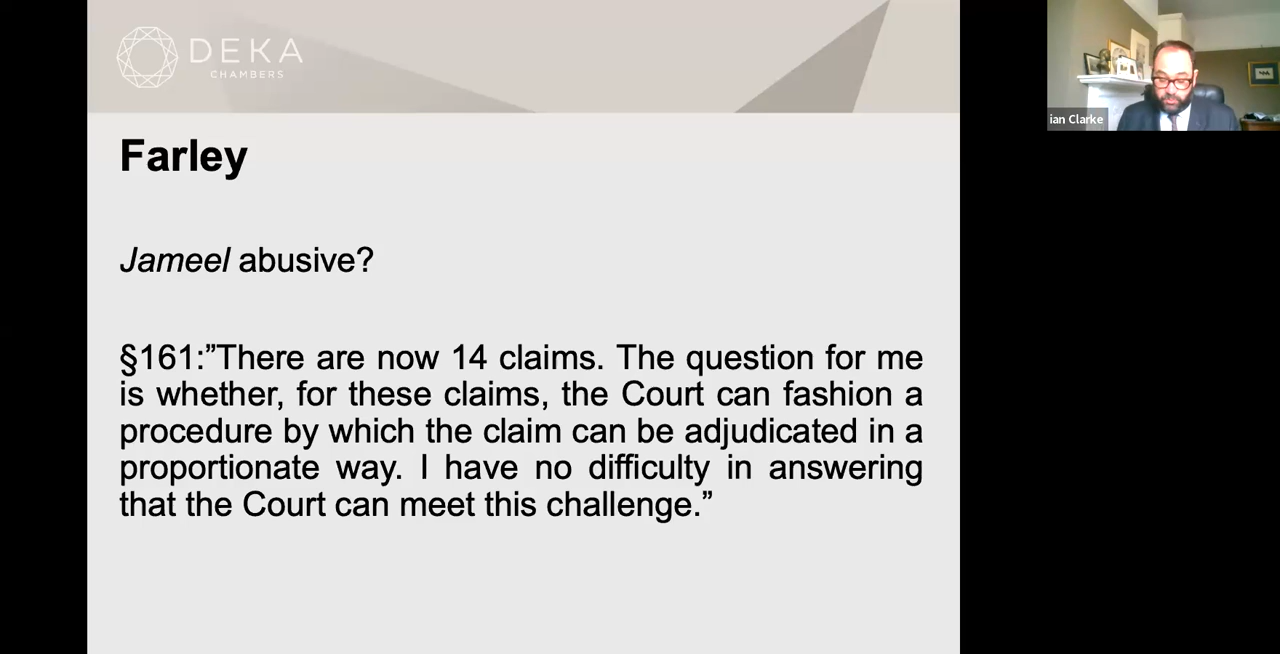 DEKA
CHAMBERS
ian Clarke
Farley
Jameel abusive?
§161:”There are now 14 claims. The question for me
is whether, for these claims, the Court can fashion a
procedure by which the claim can be adjudicated in a
proportionate way. I have no difficulty in answering
that the Court can meet this challenge.”